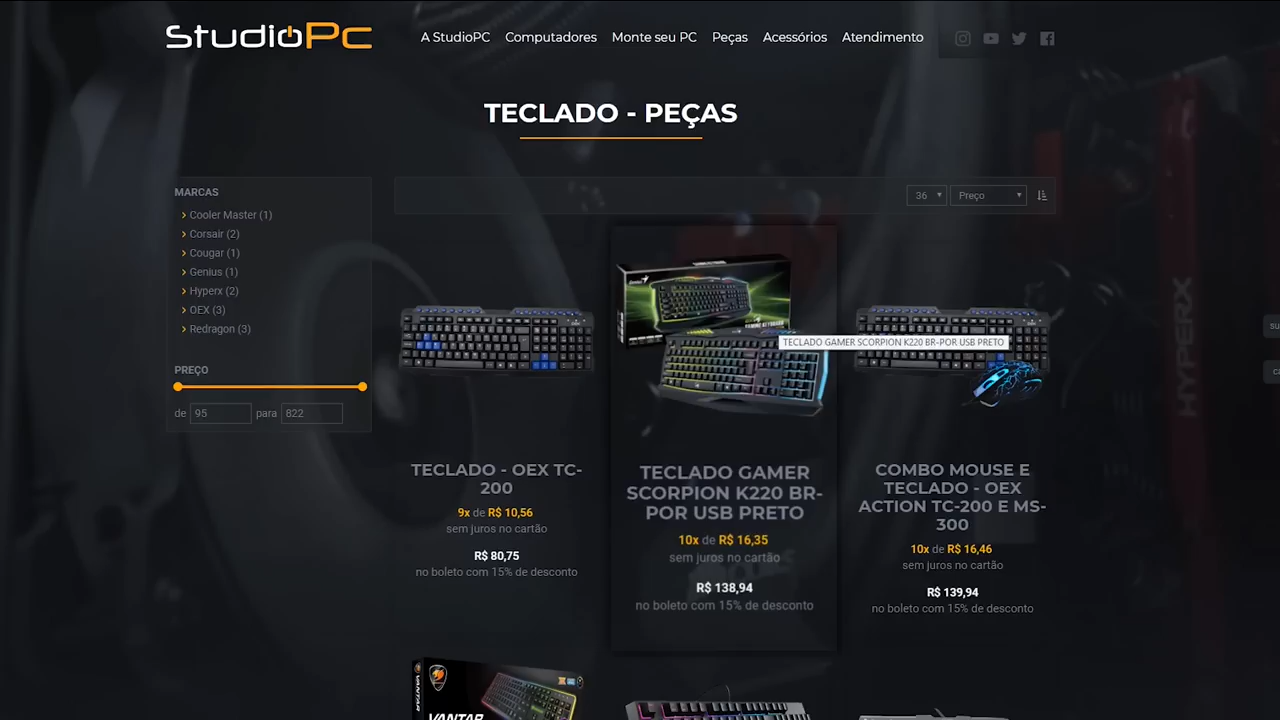 StudioPc
A StudioPC Computadores Monte seu PC Peças Acessórios Atendimento
TECLADO - PEÇAS
MARCAS
Cooler Master (1)
Corsair (2)
Cougar (1)
Genius (1)
Hyperx (2)
OEX (3)
Redragon (3)
PREÇO
de 95 para 822
36 Preço
TECLADO GAMER SCORPION K220 BR-POR USB PRETO
HYPERX
TECLADO - OEX TC-
200
9x de R$ 10,56
sem juros no cartão
R$ 80,75
no boleto com 15% de desconto
TECLADO GAMER
SCORPION K220 BR-
POR USB PRETO
10x de R$ 16,35
sem juros no cartão
R$ 138,94
no boleto com 15% de desconto
COMBO MOUSE E
TECLADO - OEX
ACTION TC-200 E MS-
300
10x de R$ 16,46
sem juros no cartão
R$ 139,94
no boleto com 15% de desconto
VANTAR
VANTAR